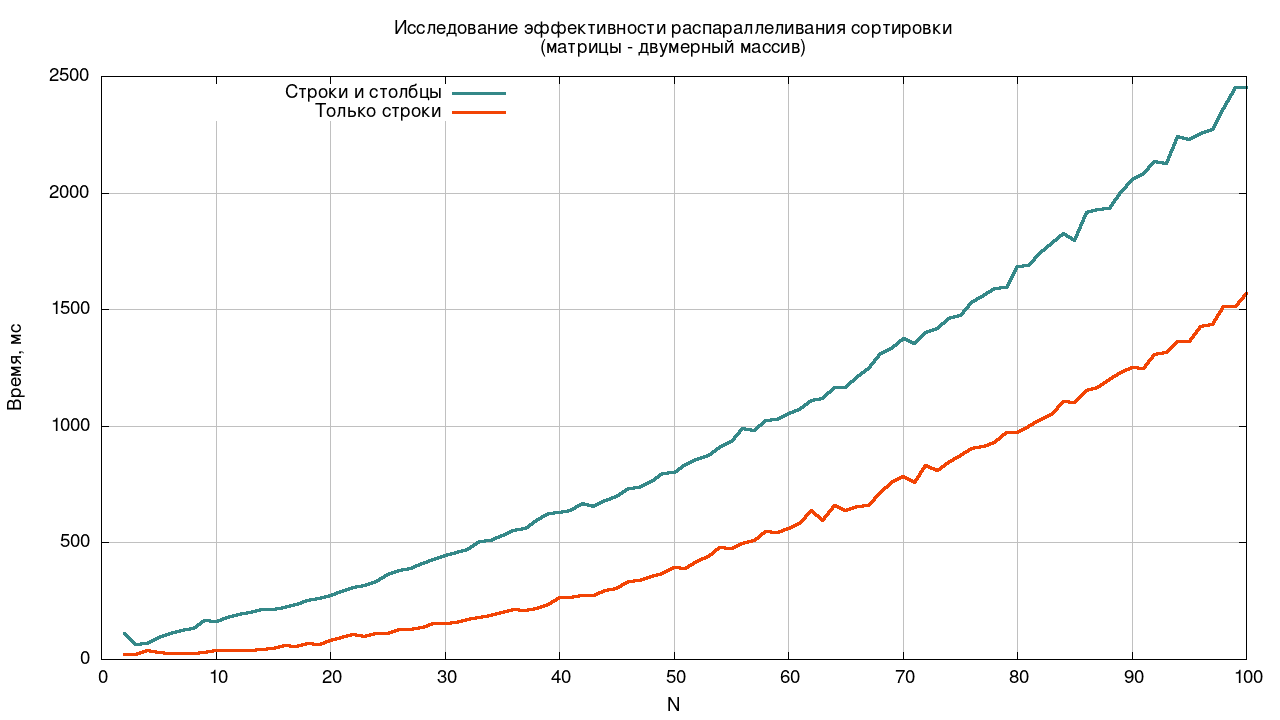 Исследование эффективности распараллеливания сортировки
(матрицы - двумерный массив)
2500
2000
1500
1000
500
0
Время, мс
Строки и столбцы
Только строки
0 10 20 30 40 50 60 70 80 90 100
N